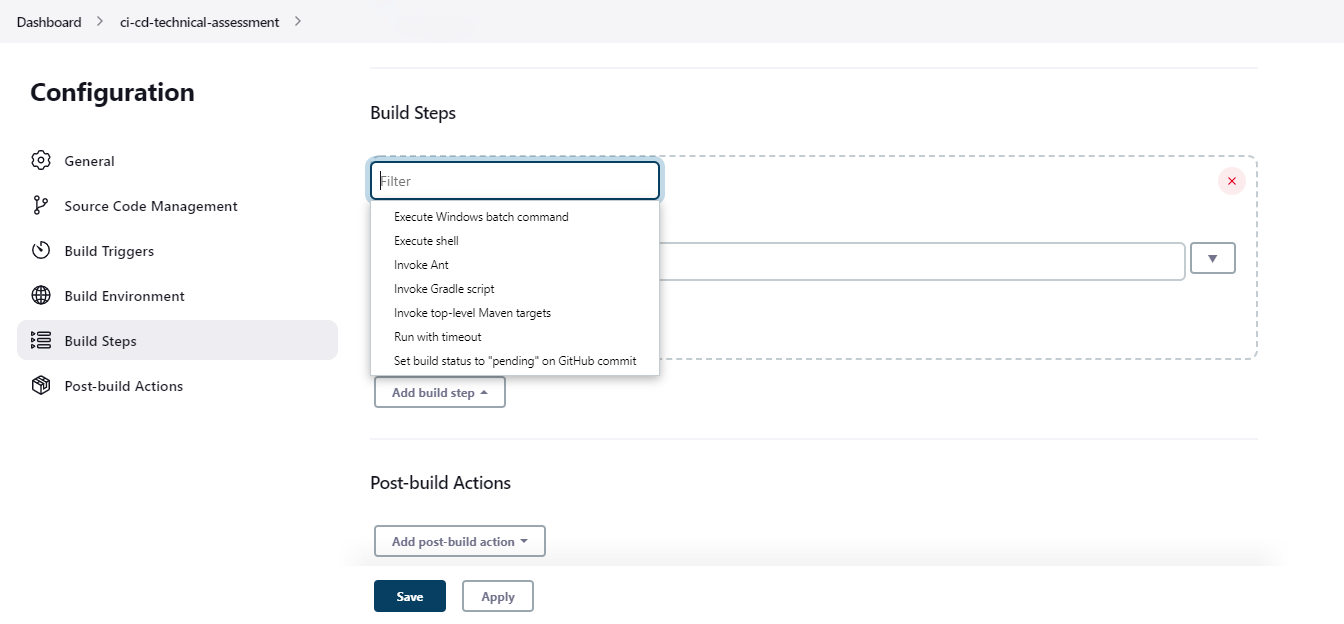 Dashboard > ci-cd-technical-assessment >
Configuration
General
Source Code Management
Build Triggers
Build Environment
Build Steps
Post-build Actions
Build Steps
Filter
Execute Windows batch command
Execute shell
Invoke Ant
Invoke Gradle script
Invoke top-level Maven targets
Run with timeout
Set build status to "pending" on GitHub commit
Add build step
Post-build Actions
Add post-build action
Save Apply